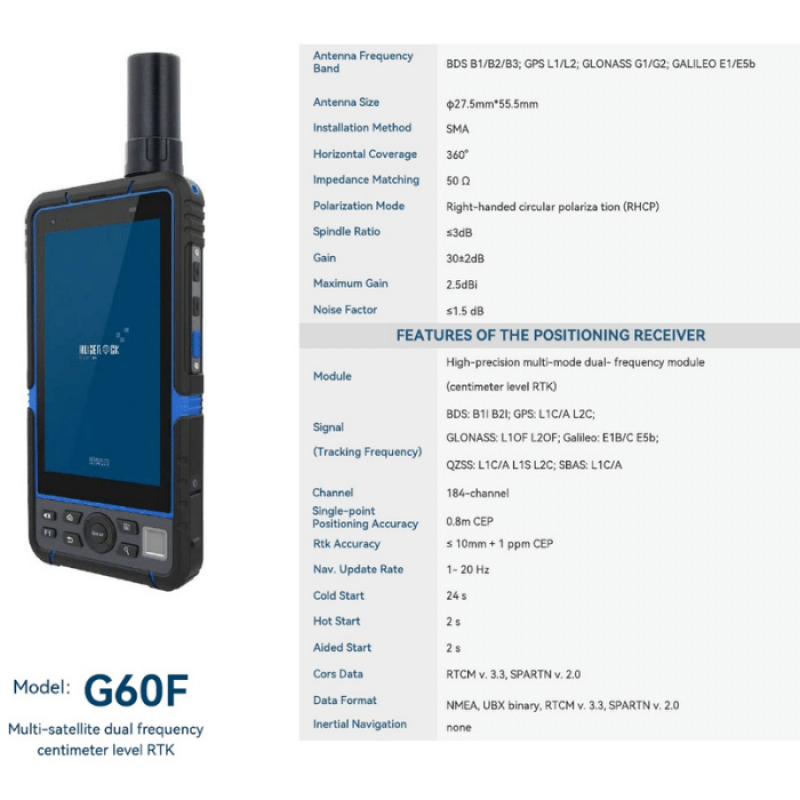 Antenna Frequency
Band
BDS B1/B2/B3; GPS L1/L2; GLONASS G1/G2; GALILEO E1/E5b
Antenna Size
φ27.5mm*55.5mm
Installation Method
SMA
Horizontal Coverage
360°
Impedance Matching
50 Ω
Polarization Mode
Right-handed circular polariza tion (RHCP)
Spindle Ratio
≤3dB
Gain
30±2dB
Maximum Gain
2.5dBi
Noise Factor
≤1.5 dB
FEATURES OF THE POSITIONING RECEIVER
Module
High-precision multi-mode dual- frequency module
(centimeter level RTK)
Signal
(Tracking Frequency)
BDS: B1I B2I; GPS: L1C/A L2C;
GLONASS: L1OF L2OF; Galileo: E1B/C E5b;
QZSS: L1C/A L1S L2C; SBAS: L1C/A
Channel
184-channel
Single-point
Positioning Accuracy
0.8m CEP
Rtk Accuracy
≤ 10mm + 1 ppm CEP
Nav. Update Rate
1~ 20 Hz
Cold Start
24 s
Hot Start
2 s
Aided Start
2 s
Cors Data
RTCM v. 3.3, SPARTN v. 2.0
Data Format
NMEA, UBX binary, RTCM v. 3.3, SPARTN v. 2.0
Inertial Navigation
none
HUGEROCK
F1
Model: G60F
Multi-satellite dual frequency
centimeter level RTK